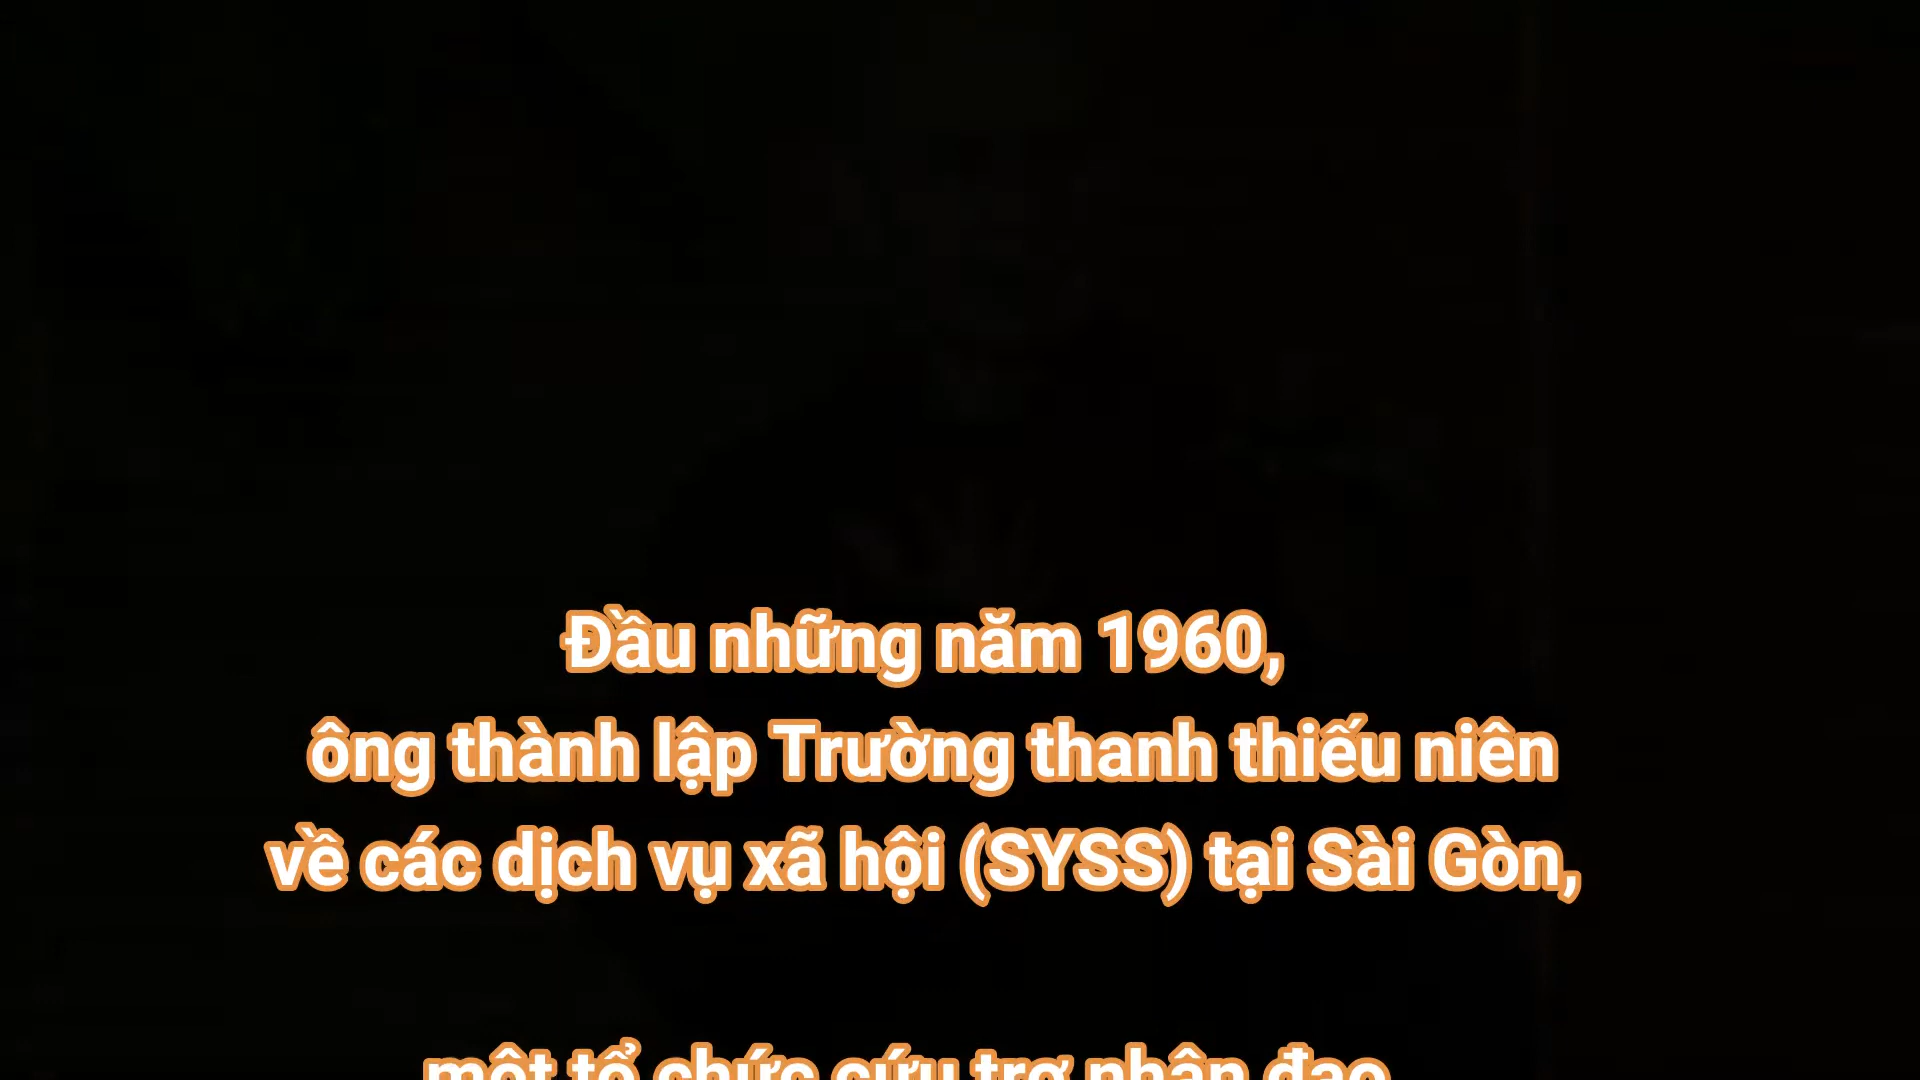 Đầu những năm 1960,
ông thành lập Trường thanh thiếu niên
về các dịch vụ xã hội (SYSS) tại Sài Gòn,
một tổ chức cứu trợ nhân đạo